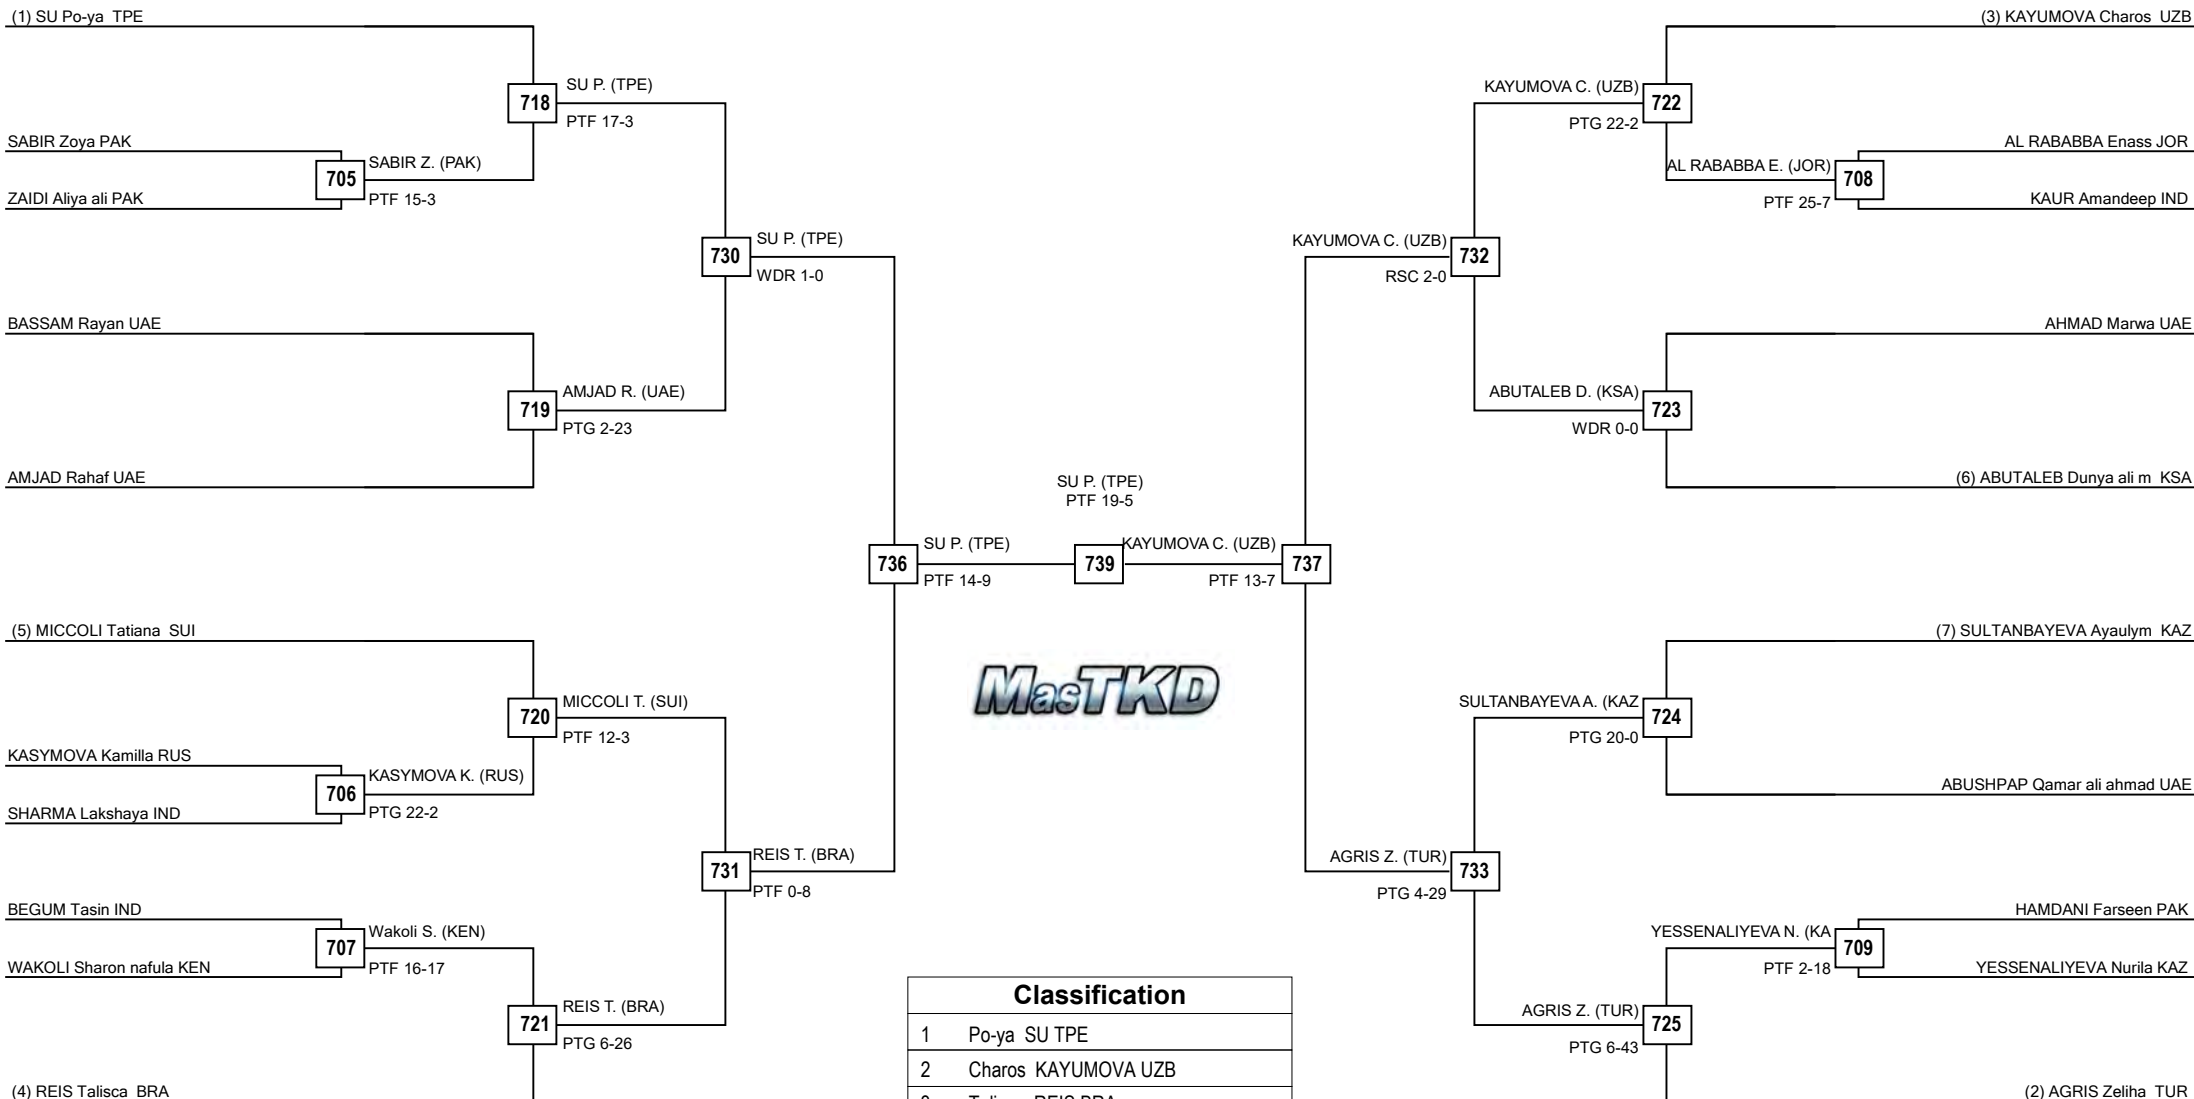 (1) SU Po-ya TPE
SABIR Zoya PAK
ZAIDI Aliya ali PAK
BASSAM Rayan UAE
AMJAD Rahaf UAE
(5) MICCOLI Tatiana SUI
KASYMOVA Kamilla RUS
SHARMA Lakshaya IND
BEGUM Tasin IND
WAKOLI Sharon nafula KEN
(4) REIS Talisca BRA
705
SABIR Z. (PAK)
PTF 15-3
706
KASYMOVA K. (RUS)
PTG 22-2
707
Wakoli S. (KEN)
PTF 16-17
718
SU P. (TPE)
PTF 17-3
719
AMJAD R. (UAE)
PTG 2-23
720
MICCOLI T. (SUI)
PTF 12-3
721
REIS T. (BRA)
PTG 6-26
730
SU P. (TPE)
WDR 1-0
731
REIS T. (BRA)
PTF 0-8
736
SU P. (TPE)
PTF 14-9
SU P. (TPE)
PTF 19-5
739
KAYUMOVA C. (UZB)
PTF 13-7
737
MasTKD
KAYUMOVA C. (UZB)
RSC 2-0
732
AGRIS Z. (TUR)
PTG 4-29
733
KAYUMOVA C. (UZB)
PTG 22-2
722
ABUTALEB D. (KSA)
WDR 0-0
723
SULTANBAYEVA A. (KAZ
PTG 20-0
724
AGRIS Z. (TUR)
PTG 6-43
725
AL RABABBA E. (JOR)
PTF 25-7
708
YESSENALIYEVA N. (KA
PTF 2-18
709
(3) KAYUMOVA Charos UZB
AL RABABBA Enass JOR
KAUR Amandeep IND
AHMAD Marwa UAE
(6) ABUTALEB Dunya ali m KSA
(7) SULTANBAYEVA Ayaulym KAZ
ABUSHPAP Qamar ali ahmad UAE
HAMDANI Farseen PAK
YESSENALIYEVA Nurila KAZ
(2) AGRIS Zeliha TUR
Classification
1 Po-ya SU TPE
2 Charos KAYUMOVA UZB